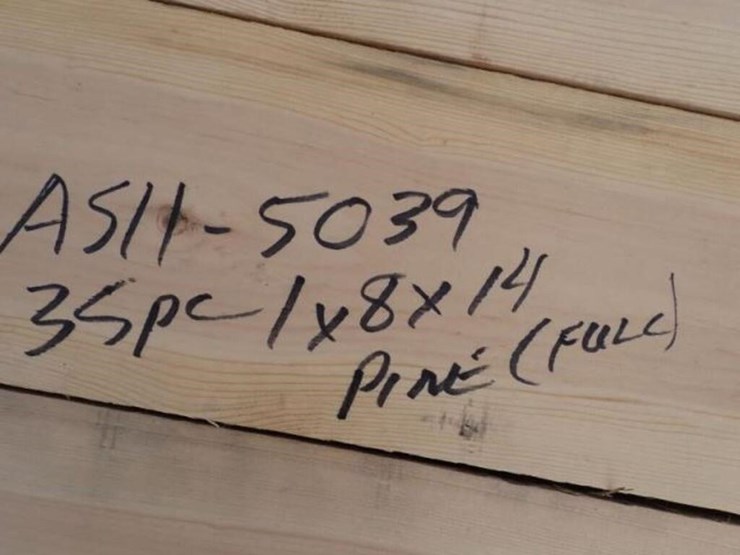 AS11-5039
35pc 1x8x14
PINE (FULL)